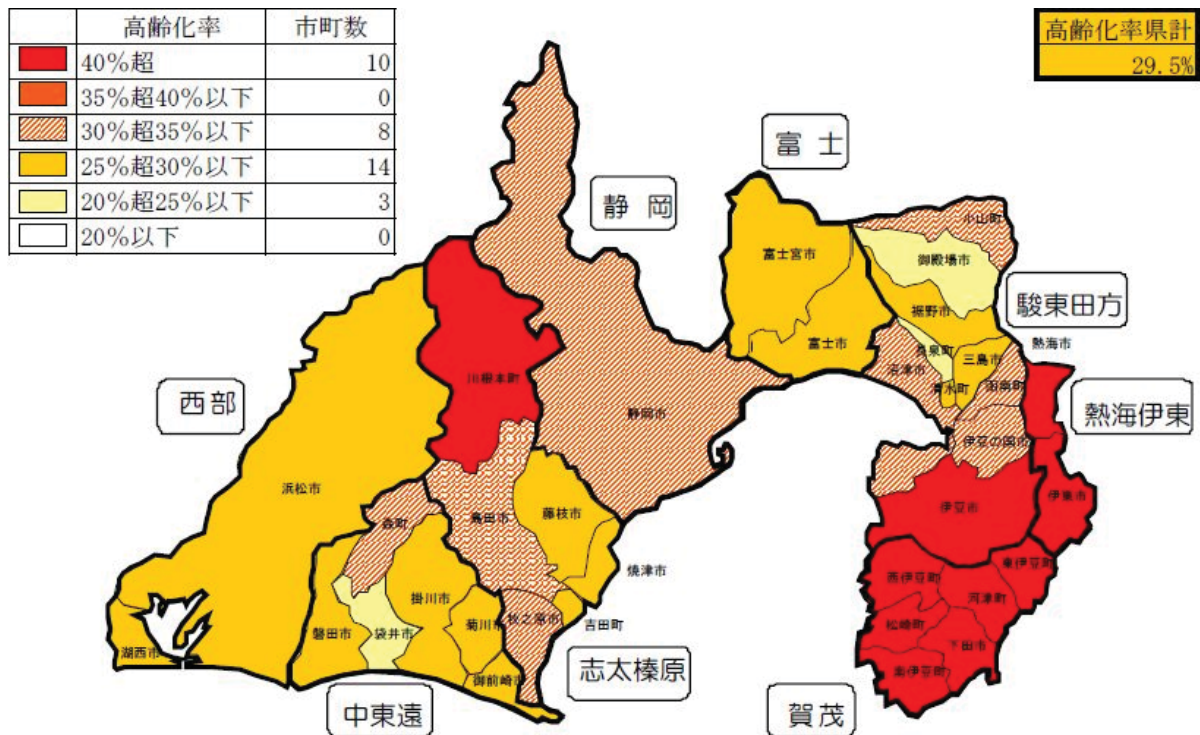 高齢化率 市町数
40%超 10
35%超40%以下 0
30%超35%以下 8
25%超30%以下 14
20%超25%以下 3
20%以下 0
高齢化率県計
29.5%
富士
静岡
小山町
富士宮市
御殿場市
裾野市
駿東田方
富士市
長泉町
熱海市
三島市
沼津市
函南町
清水町
川根本町
西部
静岡市
熱海伊東
伊豆の国市
浜松市
伊東市
島田市
藤枝市
伊豆市
森町
焼津市
東伊豆町
西伊豆町
掛川市
河津町
松崎町
牧之原市
吉田町
菊川市
磐田市
袋井市
下田市
湖西市
志太榛原
南伊豆町
御前崎市
中東遠
賀茂